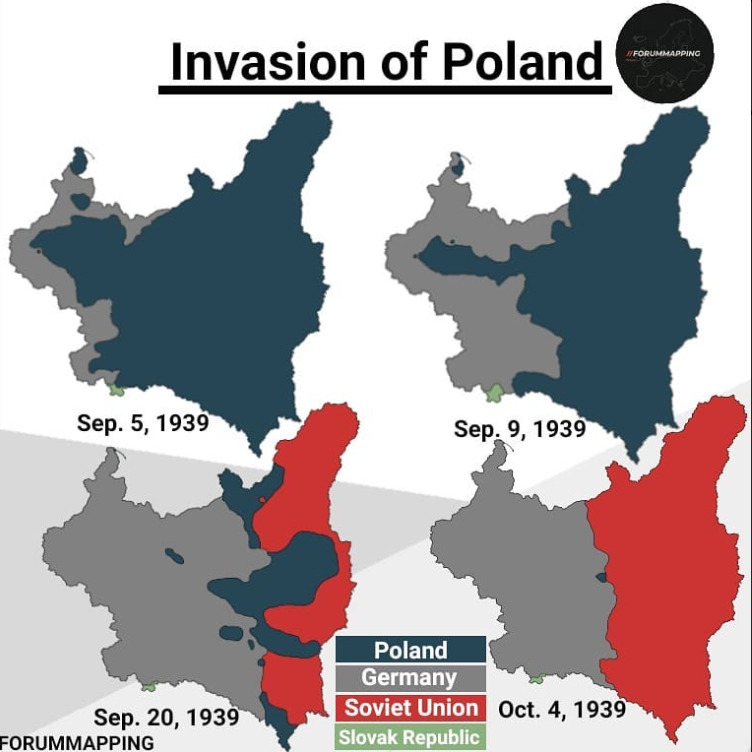 Invasion of Poland
//FORUMMAPPING
Sep. 5, 1939
Sep. 9, 1939
Poland
Germany
Soviet Union
Slovak Republic
Sep. 20, 1939
Oct. 4, 1939
FORUMMAPPING